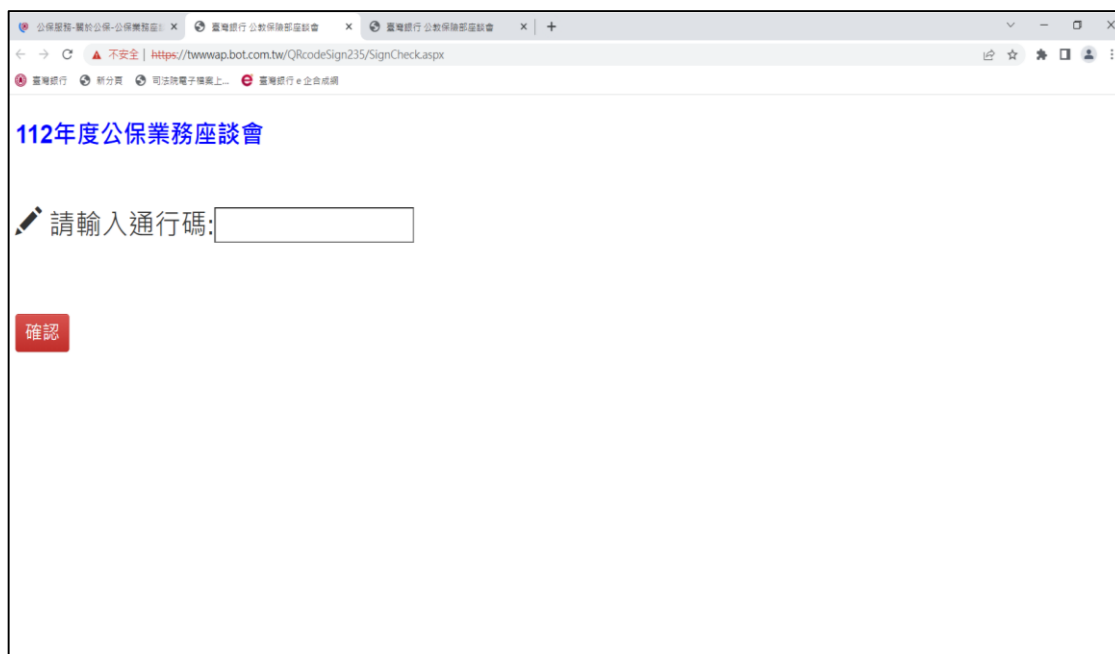 公保服務-關於公保-公保業務座談
臺灣銀行 公教保險部座談會
臺灣銀行 公教保險部座談會
不安全 | https://twwwap.bot.com.tw/QRcodeSign235/SignCheck.aspx
臺灣銀行 新分頁 司法院電子檔案上... 臺灣銀行 e 企合成網
112年度公保業務座談會
請輸入通行碼:
確認